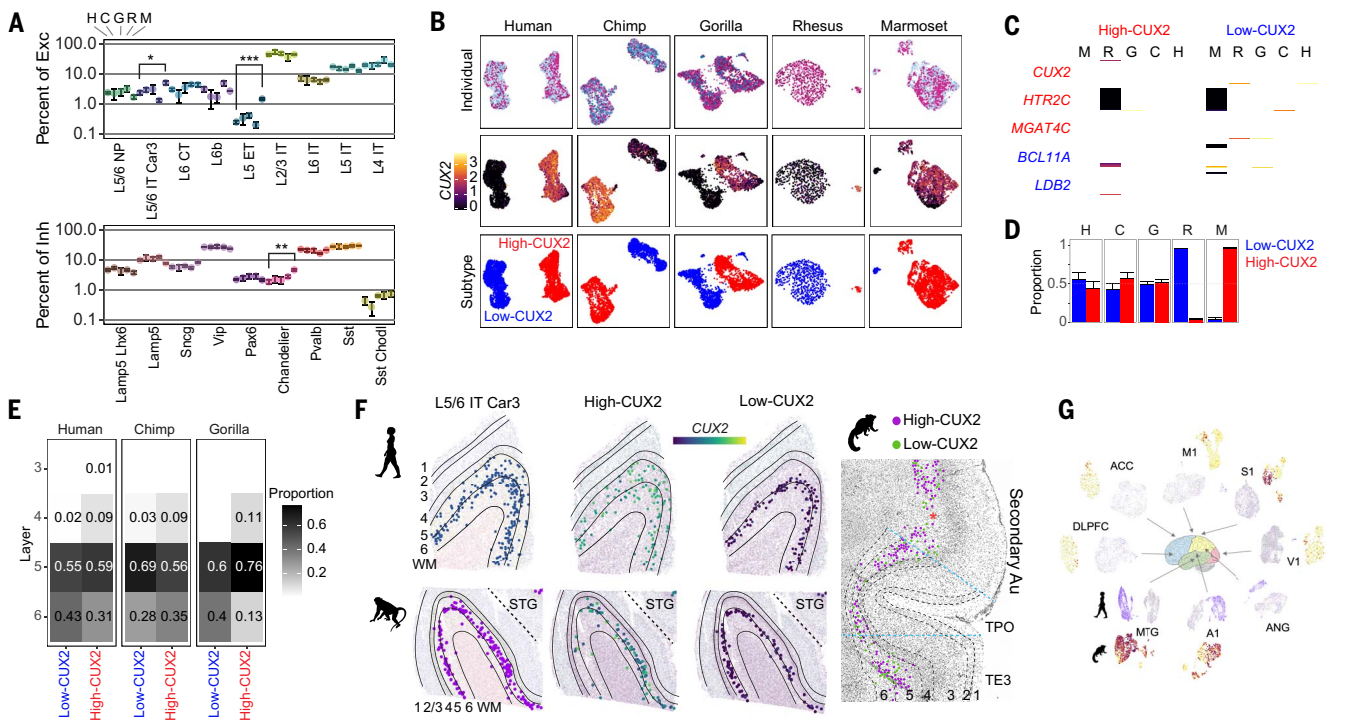 A
H C G R M
Percent of Exc
100.0
10.0
1.0
0.1
*
***
L5/6 NP
L5/6 IT Car3
L6 CT
L6b
L5 ET
L2/3 IT
L6 IT
L5 IT
L4 IT
Percent of Inh
100.0
10.0
1.0
0.1
**
Lamp5 Lhx6
Lamp5
Sncg
Vip
Pax6
Chandelier
Pvalb
Sst
Sst Chodl
B
Human Chimp Gorilla Rhesus Marmoset
Individual
CUX2
3
2
1
0
Subtype
High-CUX2
Low-CUX2
C
High-CUX2 Low-CUX2
M R G C H M R G C H
CUX2
HTR2C
MGAT4C
BCL11A
LDB2
D
H C G R M
Proportion
1
0.5
0
Low-CUX2
High-CUX2
E
Human Chimp Gorilla
Layer
3 0.01
4 0.02 0.09 0.03 0.09 0.11
5 0.55 0.59 0.69 0.56 0.6 0.76
6 0.43 0.31 0.28 0.35 0.4 0.13
Low-CUX2
High-CUX2
Low-CUX2
High-CUX2
Low-CUX2
High-CUX2
Proportion
0.6
0.4
0.2
F
L5/6 IT Car3 High-CUX2 Low-CUX2
CUX2
1
2
3
4
5
6
WM
STG STG STG
1 2/3 4 5 6 WM
High-CUX2
Low-CUX2
*
Secondary Au
TPO
TE3
6 5 4 3 2 1
G
M1
ACC S1
DLPFC
V1
MTG A1 ANG